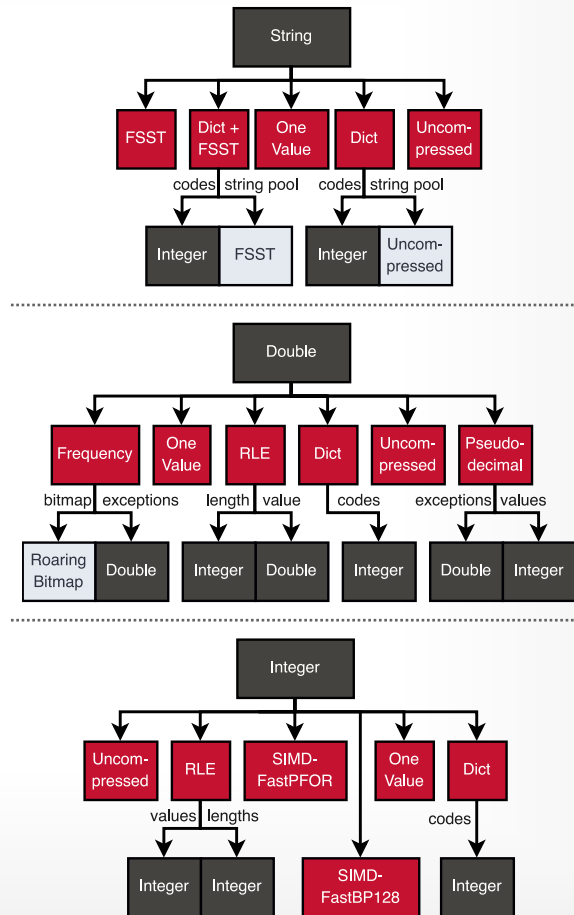 String
FSST
Dict +
FSST
One
Value
Dict
Uncom-
pressed
codes
string pool
codes
string pool
Integer
FSST
Integer
Uncom-
pressed
Double
Frequency
One
Value
RLE
Dict
Uncom-
pressed
Pseudo-
decimal
bitmap
exceptions
length
value
codes
exceptions
values
Roaring
Bitmap
Double
Integer
Double
Integer
Double
Integer
Integer
Uncom-
pressed
RLE
SIMD-
FastPFOR
One
Value
Dict
values
lengths
codes
Integer
Integer
SIMD-
FastBP128
Integer